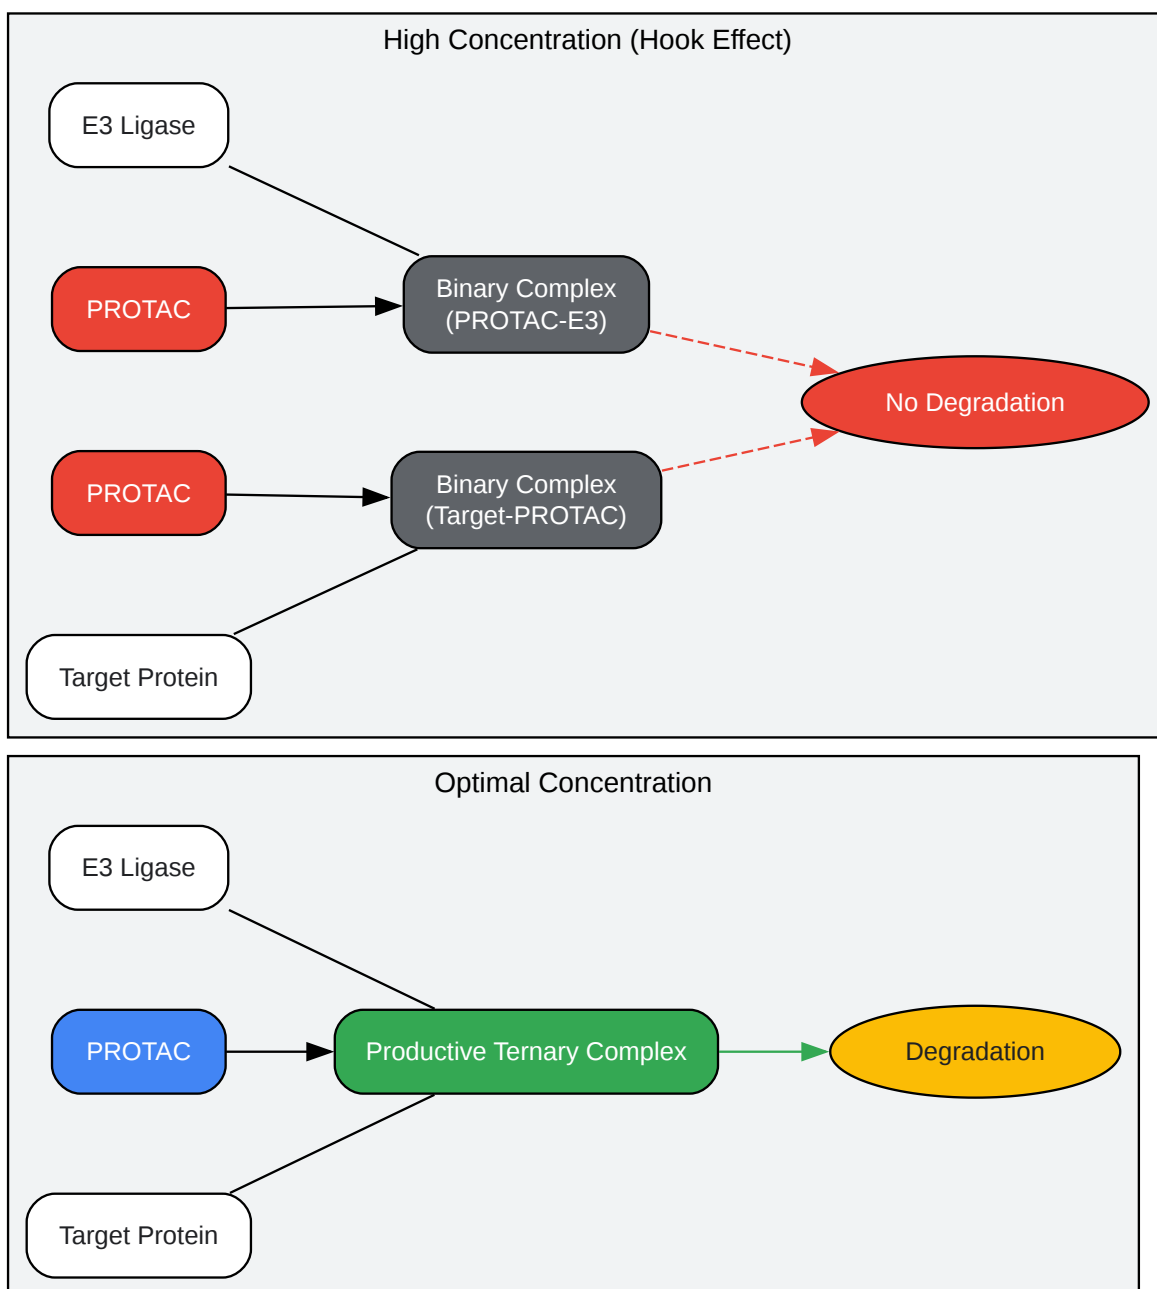 High Concentration (Hook Effect)
E3 Ligase
PROTAC
Binary Complex
(PROTAC-E3)
No Degradation
PROTAC
Binary Complex
(Target-PROTAC)
Target Protein
Optimal Concentration
E3 Ligase
PROTAC
Productive Ternary Complex
Degradation
Target Protein